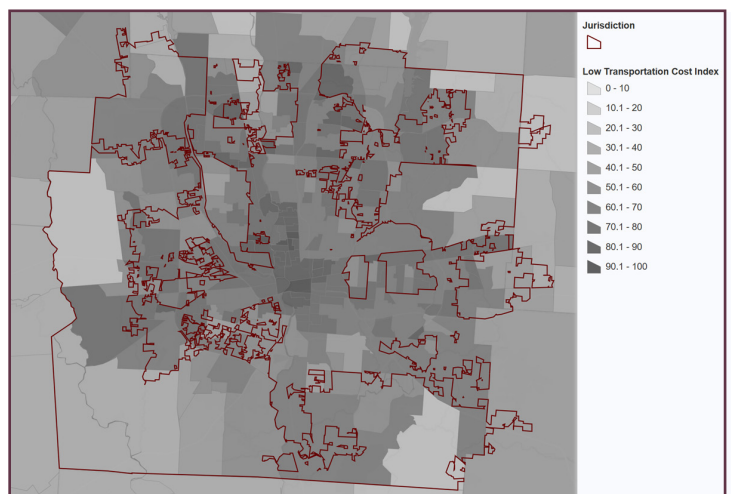 Jurisdiction
Low Transportation Cost Index
0 - 10
10.1 - 20
20.1 - 30
30.1 - 40
40.1 - 50
50.1 - 60
60.1 - 70
70.1 - 80
80.1 - 90
90.1 - 100